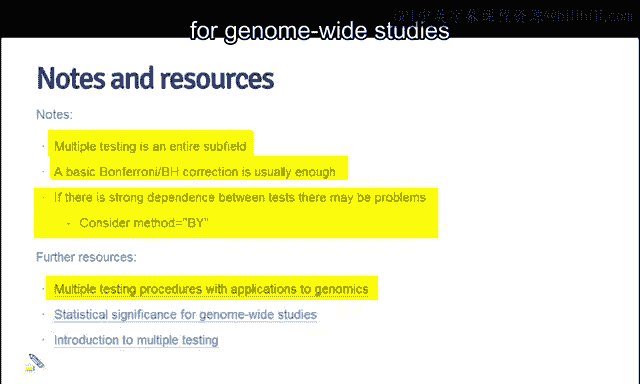 for genome-wide studies
Notes and resources
Notes:
· Multiple testing is an entire subfield
· A basic Bonferroni/BH correction is usually enough
· If there is strong dependence between tests there may be problems
- Consider method="BY"
Further resources:
· Multiple testing procedures with applications to genomics
· Statistical significance for genome-wide studies
· Introduction to multiple testing